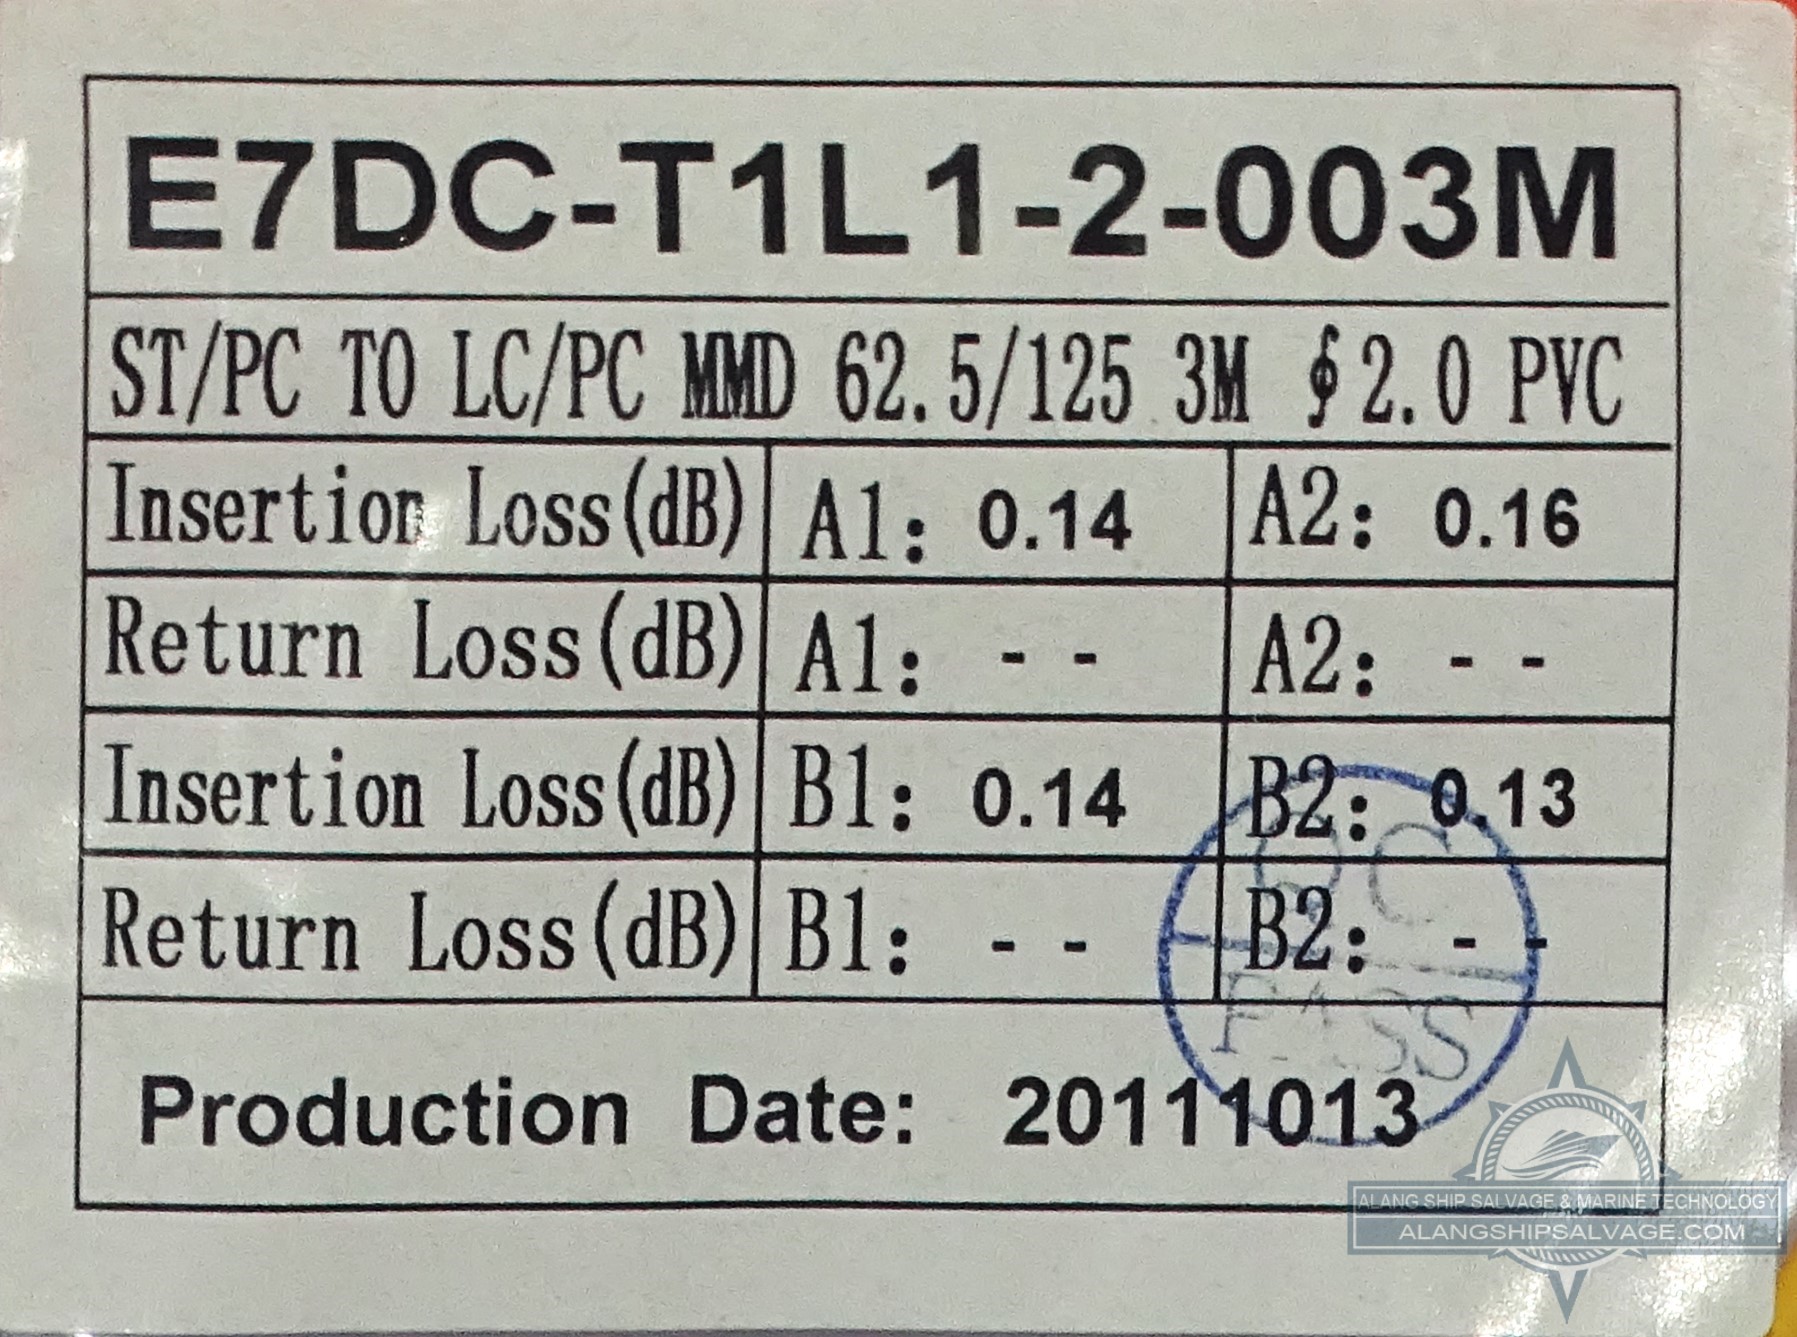 E7DC-T1L1-2-003M
ST/PC TO LC/PC MMD 62.5/125 3M ∮2.0 PVC
Insertion Loss(dB) A1: 0.14 A2: 0.16
Return Loss(dB) A1: - - A2: - -
Insertion Loss(dB) B1: 0.14 B2: 0.13
QC
Return Loss(dB) B1: - - B2: - -
PASS
Production Date: 20111013
ALANG SHIP SALVAGE & MARINE TECHNOLOGY
ALANGSHIPSALVAGE.COM